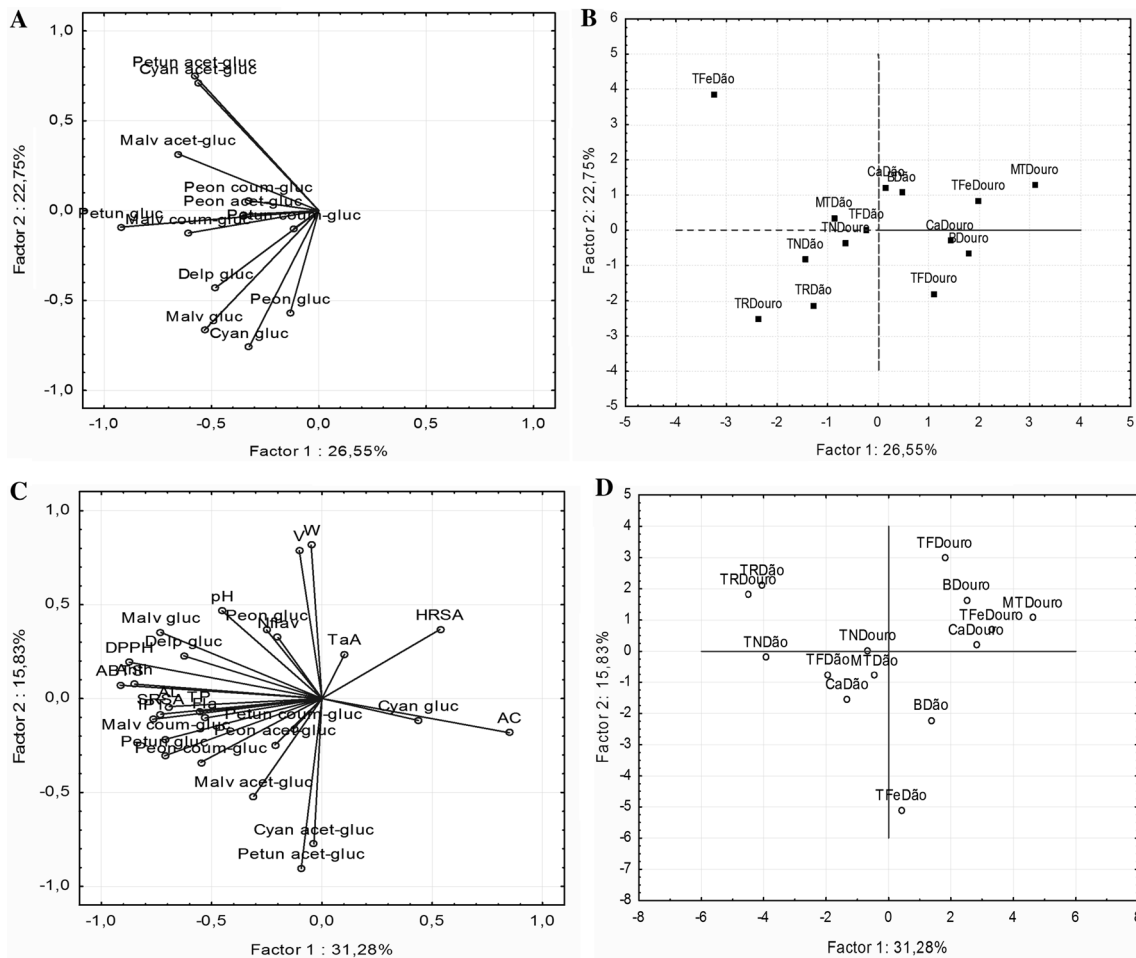 A
1,0
0,5
0,0
-0,5
-1,0
Factor 2 : 22,75%
Petun acet-gluc
Cyan acet-gluc
Malv acet-gluc
Peon coum-gluc
Peon acet-gluc
Petun gluc
Malv coum-gluc
Petun coum-gluc
Delp gluc
Peon gluc
Malv gluc
Cyan gluc
-1,0 -0,5 0,0 0,5 1,0
Factor 1 : 26,55%
B
6
5
4
3
2
1
0
-1
-2
-3
-4
-5
Factor 2: 22,75%
TFeDão
CaDão
BDão
MTDouro
TFeDouro
MTDão
TFDão
TNDouro
CaDouro
BDouro
TNDão
TRDão
TFDouro
TRDouro
-5 -4 -3 -2 -1 0 1 2 3 4 5
Factor 1: 26,55%
C
1,0
0,5
0,0
-0,5
-1,0
Factor 2 : 15,83%
V
W
pH
Peon gluc
HRSA
Malv gluc
Nflav
Delp gluc
TaA
DPPH
ABTS
Anth
AL
TP
SRSA
Fla
Petun coum-gluc
Cyan gluc
AC
Malv coum-gluc
Peon acet-gluc
Petun gluc
Peon coum-gluc
Malv acet-gluc
Cyan acet-gluc
Petun acet-gluc
-1,0 -0,5 0,0 0,5 1,0
Factor 1 : 31,28%
D
5
4
3
2
1
0
-1
-2
-3
-4
-5
-6
-7
-8
Factor 2: 15,83%
TFDouro
TRDão
TRDouro
BDouro
MTDouro
TFeDouro
CaDouro
TNDão
TNDouro
TFDão
MTDão
CaDão
BDão
TFeDão
-6 -4 -2 0 2 4 6 8
Factor 1: 31,28%